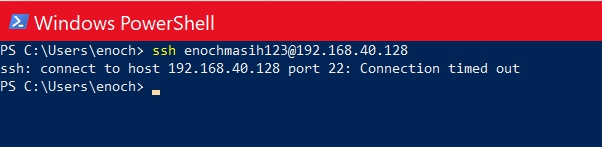 Windows PowerShell
PS C:\Users\enoch> ssh enochmasih123@192.168.40.128
ssh: connect to host 192.168.40.128 port 22: Connection timed out
PS C:\Users\enoch>